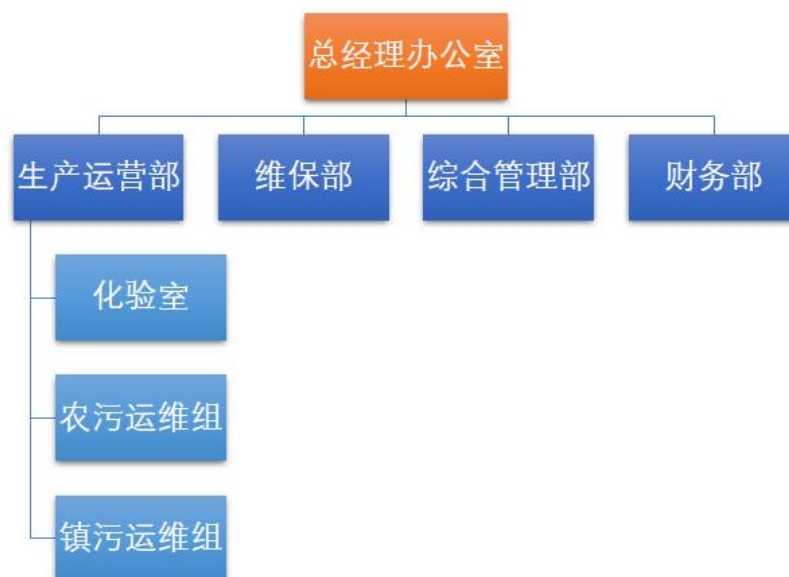 总经理办公室
生产运营部
维保部
综合管理部
财务部
化验室
农污运维组
镇污运维组